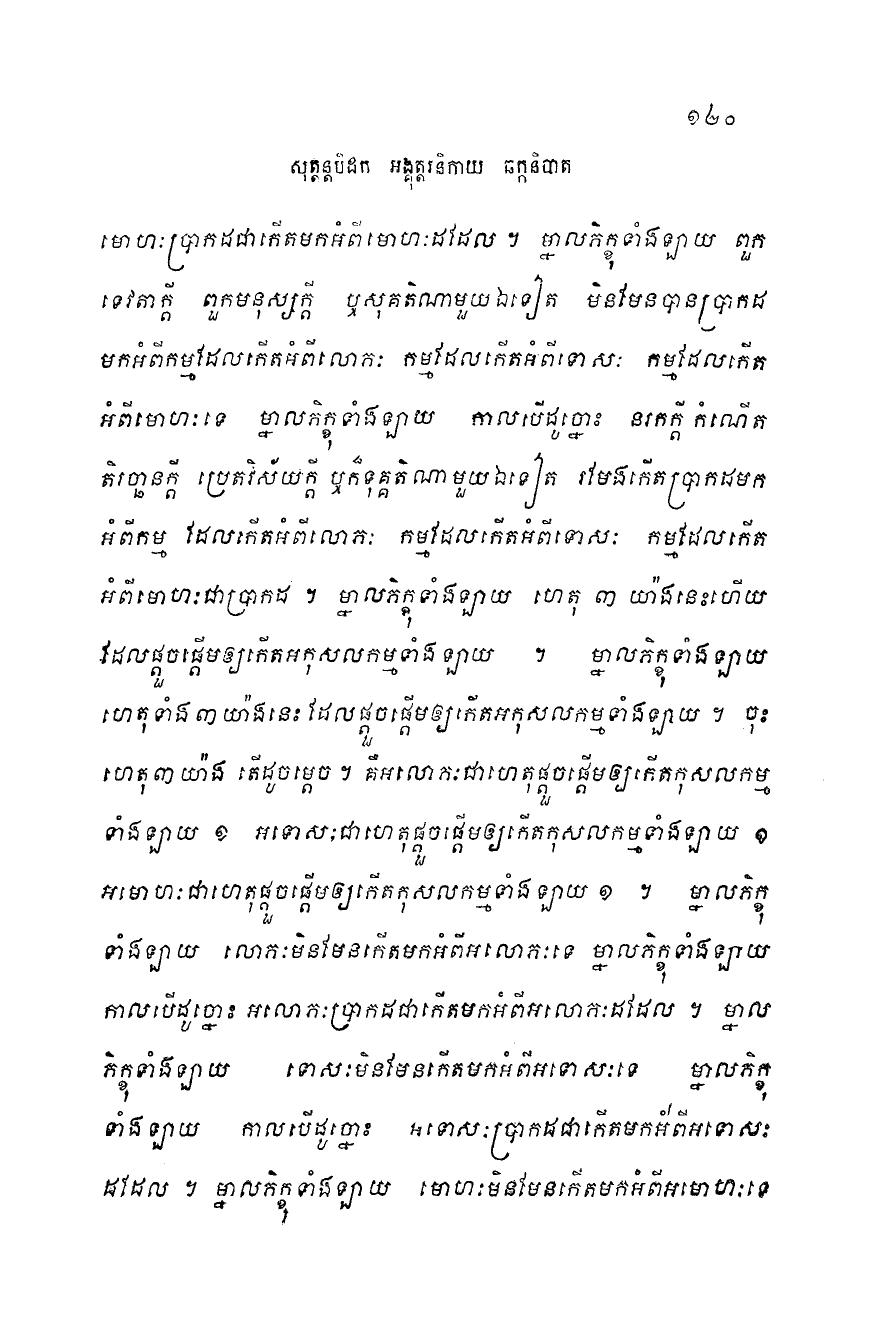 ១៤០
សុត្តន្តបិដក អង្គុត្តរនិកាយ ឆក្កនិបាត
មោហៈប្រាកដជាកើតមកអំពីមោហៈដដែល ។ ម្នាលភិក្ខុទាំងឡាយ ពួក
ទេវតាក្តី ពួកមនុស្សក្តី ឬសុគតិណាមួយឯទៀត មិនមែនបានប្រាកដ
មកអំពីកម្មដែលកើតអំពីលោភៈ កម្មដែលកើតអំពីទោសៈ កម្មដែលកើត
អំពីមោហៈទេ ម្នាលភិក្ខុទាំងឡាយ កាលបើដូច្នោះ នរកក្តី កំណើត
តិរច្ឆានក្តី ប្រេតវិស័យក្តី ឬក៏ទុគ្គតិណាមួយឯទៀត រមែងកើតប្រាកដមក
អំពីកម្ម ដែលកើតអំពីលោភៈ កម្មដែលកើតអំពីទោសៈ កម្មដែលកើត
អំពីមោហៈជាប្រាកដ ។ ម្នាលភិក្ខុទាំងឡាយ ហេតុ ៣ យ៉ាងនេះហើយ
ដែលផ្តួចផ្តើមឲ្យកើតអកុសលកម្មទាំងឡាយ ។ ម្នាលភិក្ខុទាំងឡាយ
ហេតុទាំង៣យ៉ាងនេះ ដែលផ្តួចផ្តើមឲ្យកើតអកុសលកម្មទាំងឡាយ ។ ចុះ
ហេតុ៣យ៉ាង តើដូចម្តេច ។ គឺអលោភៈជាហេតុផ្តួចផ្តើមឲ្យកើតកុសលកម្ម
ទាំងឡាយ ១ អទោសៈជាហេតុផ្តួចផ្តើមឲ្យកើតកុសលកម្មទាំងឡាយ ១
អមោហៈជាហេតុផ្តួចផ្តើមឲ្យកើតកុសលកម្មទាំងឡាយ ១ ។ ម្នាលភិក្ខុ
ទាំងឡាយ លោភៈមិនមែនកើតមកអំពីអលោភៈទេ ម្នាលភិក្ខុទាំងឡាយ
កាលបើដូច្នោះ អលោភៈប្រាកដជាកើតមកអំពីអលោភៈដដែល ។ ម្នាល
ភិក្ខុទាំងឡាយ ទោសៈមិនមែនកើតមកអំពីអទោសៈទេ ម្នាលភិក្ខុ
ទាំងឡាយ កាលបើដូច្នោះ អទោសៈប្រាកដជាកើតមកអំពីអទោសៈ
ដដែល ។ ម្នាលភិក្ខុទាំងឡាយ មោហៈមិនមែនកើតមកអំពីអមោហៈទេ